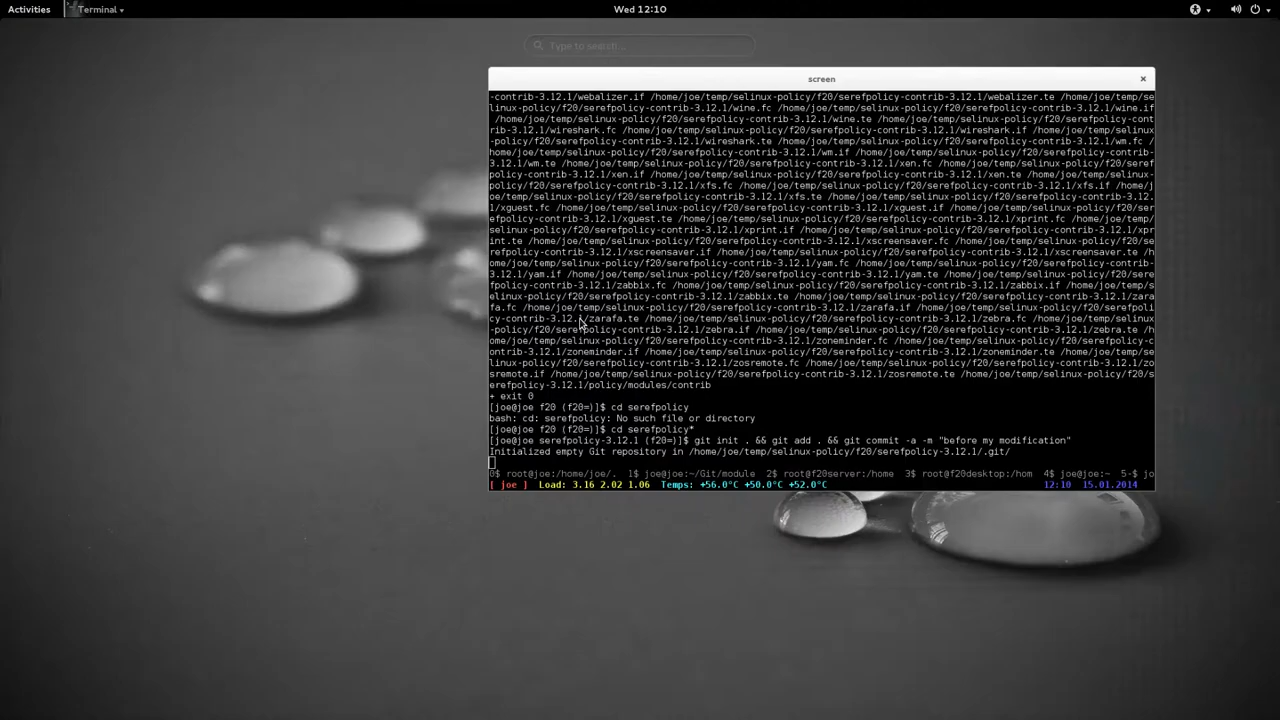 Activities
Terminal
Wed 12:10
Type to search...
screen
-contrib-3.12.1/webalizer.if /home/joe/temp/selinux-policy/f20/serefpolicy-contrib-3.12.1/webalizer.te /home/joe/temp/se
linux-policy/f20/serefpolicy-contrib-3.12.1/wine.fc /home/joe/temp/selinux-policy/f20/serefpolicy-contrib-3.12.1/wine.if
/home/joe/temp/selinux-policy/f20/serefpolicy-contrib-3.12.1/wine.te /home/joe/temp/selinux-policy/f20/serefpolicy-cont
rib-3.12.1/wireshark.fc /home/joe/temp/selinux-policy/f20/serefpolicy-contrib-3.12.1/wireshark.if /home/joe/temp/selinux
-policy/f20/serefpolicy-contrib-3.12.1/wireshark.te /home/joe/temp/selinux-policy/f20/serefpolicy-contrib-3.12.1/wm.fc /
home/joe/temp/selinux-policy/f20/serefpolicy-contrib-3.12.1/wm.if /home/joe/temp/selinux-policy/f20/serefpolicy-contrib-
3.12.1/wm.te /home/joe/temp/selinux-policy/f20/serefpolicy-contrib-3.12.1/xen.fc /home/joe/temp/selinux-policy/f20/seref
policy-contrib-3.12.1/xen.if /home/joe/temp/selinux-policy/f20/serefpolicy-contrib-3.12.1/xen.te /home/joe/temp/selinux-
policy/f20/serefpolicy-contrib-3.12.1/xfs.fc /home/joe/temp/selinux-policy/f20/serefpolicy-contrib-3.12.1/xfs.if /home/j
oe/temp/selinux-policy/f20/serefpolicy-contrib-3.12.1/xfs.te /home/joe/temp/selinux-policy/f20/serefpolicy-contrib-3.12.
1/xguest.fc /home/joe/temp/selinux-policy/f20/serefpolicy-contrib-3.12.1/xguest.if /home/joe/temp/selinux-policy/f20/ser
efpolicy-contrib-3.12.1/xguest.te /home/joe/temp/selinux-policy/f20/serefpolicy-contrib-3.12.1/xprint.fc /home/joe/temp/
selinux-policy/f20/serefpolicy-contrib-3.12.1/xprint.if /home/joe/temp/selinux-policy/f20/serefpolicy-contrib-3.12.1/xpr
int.te /home/joe/temp/selinux-policy/f20/serefpolicy-contrib-3.12.1/xscreensaver.fc /home/joe/temp/selinux-policy/f20/se
refpolicy-contrib-3.12.1/xscreensaver.if /home/joe/temp/selinux-policy/f20/serefpolicy-contrib-3.12.1/xscreensaver.te /h
ome/joe/temp/selinux-policy/f20/serefpolicy-contrib-3.12.1/yam.fc /home/joe/temp/selinux-policy/f20/serefpolicy-contrib-
3.12.1/yam.if /home/joe/temp/selinux-policy/f20/serefpolicy-contrib-3.12.1/yam.te /home/joe/temp/selinux-policy/f20/sere
fpolicy-contrib-3.12.1/zabbix.fc /home/joe/temp/selinux-policy/f20/serefpolicy-contrib-3.12.1/zabbix.if /home/joe/temp/s
elinux-policy/f20/serefpolicy-contrib-3.12.1/zabbix.te /home/joe/temp/selinux-policy/f20/serefpolicy-contrib-3.12.1/zara
fa.fc /home/joe/temp/selinux-policy/f20/serefpolicy-contrib-3.12.1/zarafa.if /home/joe/temp/selinux-policy/f20/serefpoli
cy-contrib-3.12.1/zarafa.te /home/joe/temp/selinux-policy/f20/serefpolicy-contrib-3.12.1/zebra.fc /home/joe/temp/selinux
-policy/f20/serefpolicy-contrib-3.12.1/zebra.if /home/joe/temp/selinux-policy/f20/serefpolicy-contrib-3.12.1/zebra.te /h
ome/joe/temp/selinux-policy/f20/serefpolicy-contrib-3.12.1/zoneminder.fc /home/joe/temp/selinux-policy/f20/serefpolicy-c
ontrib-3.12.1/zoneminder.if /home/joe/temp/selinux-policy/f20/serefpolicy-contrib-3.12.1/zoneminder.te /home/joe/temp/se
linux-policy/f20/serefpolicy-contrib-3.12.1/zosremote.fc /home/joe/temp/selinux-policy/f20/serefpolicy-contrib-3.12.1/zo
sremote.if /home/joe/temp/selinux-policy/f20/serefpolicy-contrib-3.12.1/zosremote.te /home/joe/temp/selinux-policy/f20/s
erefpolicy-3.12.1/policy/modules/contrib
+ exit 0
[joe@joe f20 (f20=)]$ cd serefpolicy
bash: cd: serefpolicy: No such file or directory
[joe@joe f20 (f20=)]$ cd serefpolicy*
[joe@joe serefpolicy-3.12.1 (f20=)]$ git init . && git add . && git commit -a -m "before my modification"
Initialized empty Git repository in /home/joe/temp/selinux-policy/f20/serefpolicy-3.12.1/.git/
0$ root@joe:/home/joe/. 1$ joe@joe:~/Git/module 2$ root@f20server:/home 3$ root@f20desktop:/hom 4$ joe@joe:~ 5-$ jo
[ joe ] Load: 3.16 2.02 1.06 Temps: +56.0°C +50.0°C +52.0°C 12:10 15.01.2014